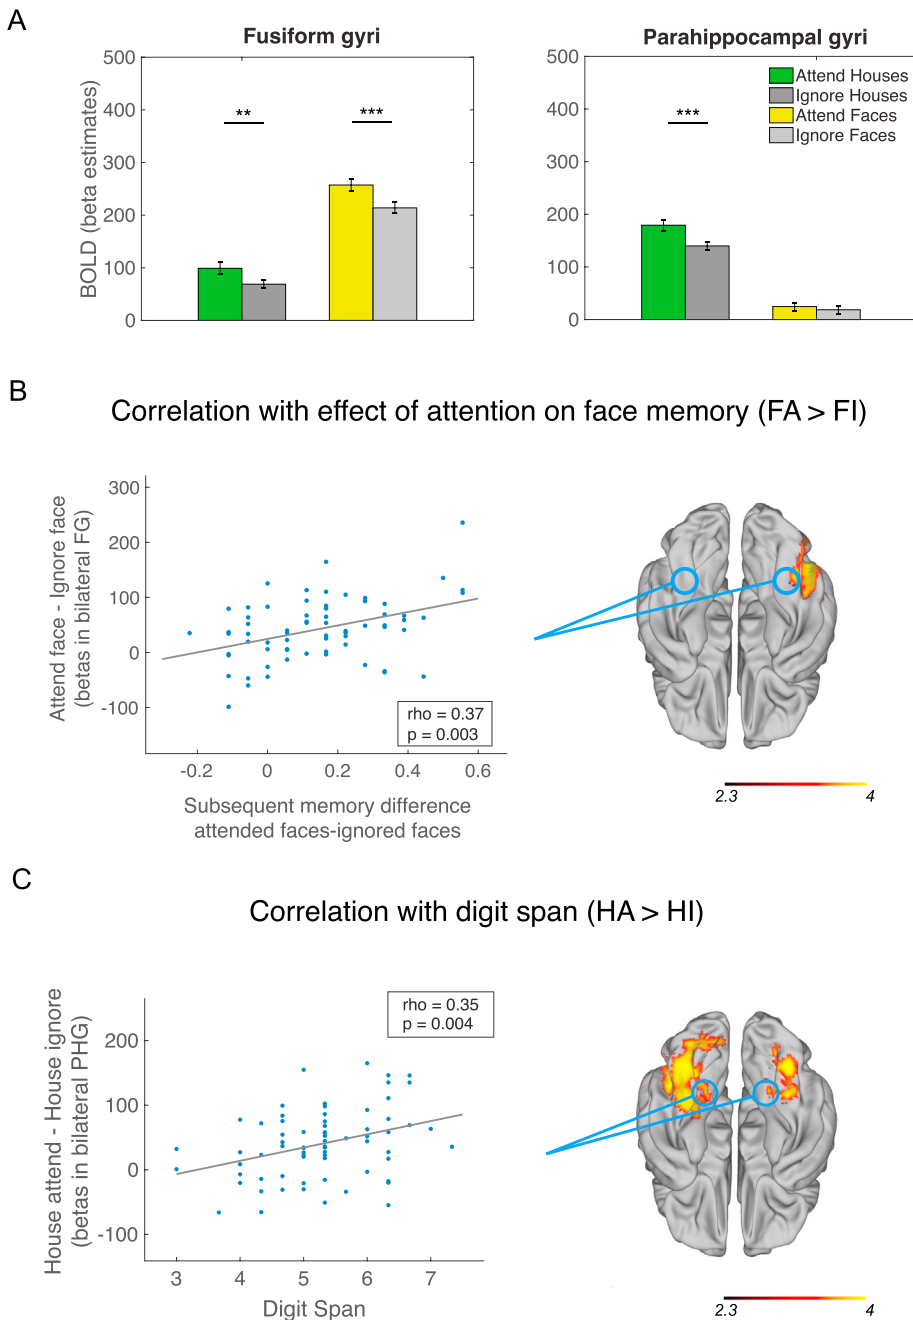 A
Fusiform gyri
BOLD (beta estimates)
500
400
300
200
100
0
**
***
Parahippocampal gyri
500
400
300
200
100
0
***
Attend Houses
Ignore Houses
Attend Faces
Ignore Faces
B
Correlation with effect of attention on face memory (FA > FI)
Attend face - Ignore face
(betas in bilateral FG)
300
200
100
0
-100
rho = 0.37
p = 0.003
-0.2
0
0.2
0.4
0.6
Subsequent memory difference
attended faces-ignored faces
2.3
4
C
Correlation with digit span (HA > HI)
House attend - House ignore
(betas in bilateral PHG)
200
100
0
-100
rho = 0.35
p = 0.004
3
4
5
6
7
Digit Span
2.3
4